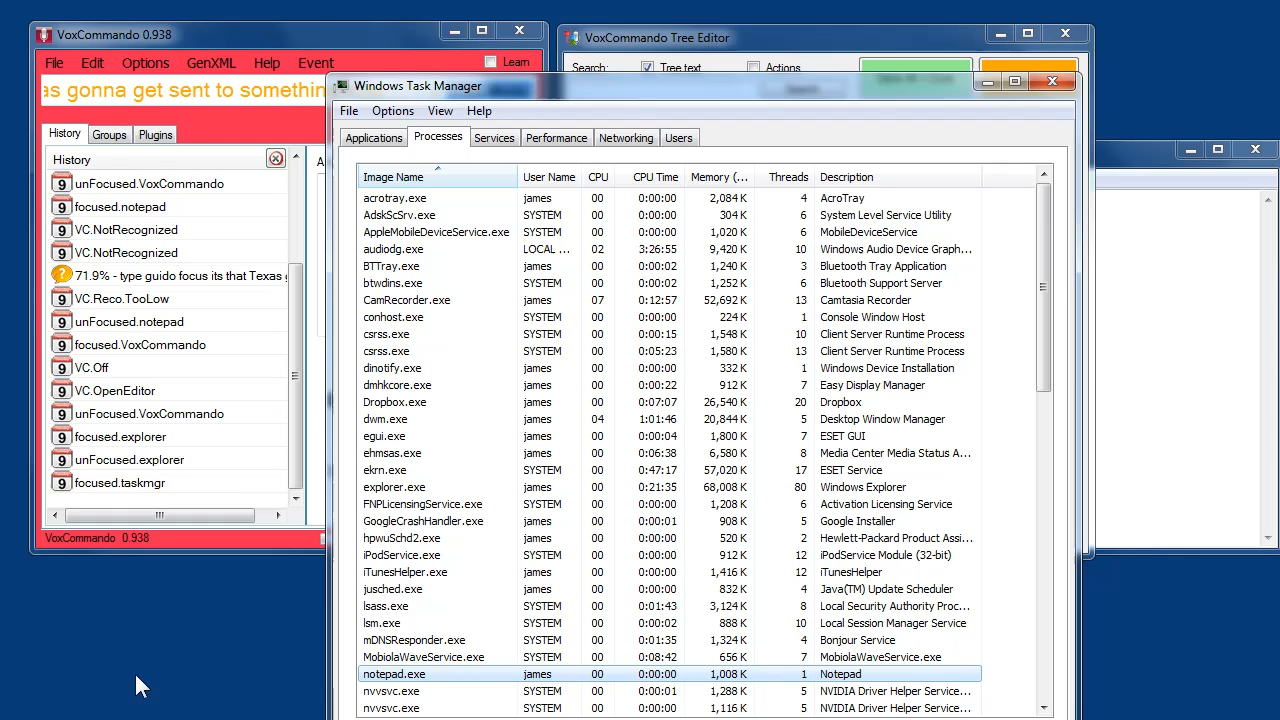 VoxCommando 0.938
File Edit Options GenXML Help Event Learn
as gonna get sent to somethin
History Groups Plugins
History
unFocused.VoxCommando
focused.notepad
VC.NotRecognized
VC.NotRecognized
71.9% - type guido focus its that Texas
VC.Reco.TooLow
unFocused.notepad
focused.VoxCommando
VC.Off
VC.OpenEditor
unFocused.VoxCommando
focused.explorer
unFocused.explorer
focused.taskmgr
VoxCommando 0.938
VoxCommando Tree Editor
Search: Tree text Actions
Windows Task Manager
File Options View Help
Applications Processes Services Performance Networking Users
Image Name User Name CPU CPU Time Memory (... Threads Description
acrotray.exe james 00 0:00:00 2,084 K 4 AcroTray
AdskScSrv.exe SYSTEM 00 0:00:00 304 K 6 System Level Service Utility
AppleMobileDeviceService.exe SYSTEM 00 0:00:00 1,020 K 6 MobileDeviceService
audiodg.exe LOCAL ... 02 3:26:55 9,420 K 10 Windows Audio Device Graph...
BTTray.exe james 00 0:00:02 1,240 K 3 Bluetooth Tray Application
btwdins.exe SYSTEM 00 0:00:02 1,252 K 6 Bluetooth Support Server
CamRecorder.exe james 07 0:12:57 52,692 K 13 Camtasia Recorder
conhost.exe SYSTEM 00 0:00:00 224 K 1 Console Window Host
csrss.exe SYSTEM 00 0:00:15 1,548 K 10 Client Server Runtime Process
csrss.exe SYSTEM 00 0:05:23 1,580 K 13 Client Server Runtime Process
dinotify.exe james 00 0:00:00 332 K 1 Windows Device Installation
dmhkcore.exe james 00 0:00:22 912 K 7 Easy Display Manager
Dropbox.exe james 00 0:07:07 26,540 K 20 Dropbox
dwm.exe james 04 1:01:46 20,844 K 5 Desktop Window Manager
egui.exe james 00 0:00:04 1,800 K 7 ESET GUI
ehmsas.exe james 00 0:06:38 6,580 K 8 Media Center Media Status A...
ekrn.exe SYSTEM 00 0:47:17 57,020 K 17 ESET Service
explorer.exe james 00 0:21:35 68,008 K 80 Windows Explorer
FNPLicensingService.exe SYSTEM 00 0:00:00 1,208 K 6 Activation Licensing Service
GoogleCrashHandler.exe james 00 0:00:01 908 K 5 Google Installer
hpwuSchd2.exe james 00 0:00:00 520 K 2 Hewlett-Packard Product Assi...
iPodService.exe SYSTEM 00 0:00:00 912 K 12 iPodService Module (32-bit)
iTunesHelper.exe james 00 0:00:00 1,416 K 12 iTunesHelper
jusched.exe james 00 0:00:00 832 K 4 Java(TM) Update Scheduler
lsass.exe SYSTEM 00 0:01:43 3,124 K 8 Local Security Authority Proc...
lsm.exe SYSTEM 00 0:00:02 888 K 10 Local Session Manager Service
mDNSResponder.exe SYSTEM 00 0:01:35 1,324 K 4 Bonjour Service
MobiolaWaveService.exe SYSTEM 00 0:08:42 656 K 7 MobiolaWaveService.exe
notepad.exe james 00 0:00:00 1,008 K 1 Notepad
nvvsvc.exe SYSTEM 00 0:00:01 1,288 K 5 NVIDIA Driver Helper Service...
nvvsvc.exe SYSTEM 00 0:00:00 1,116 K 5 NVIDIA Driver Helper Service...